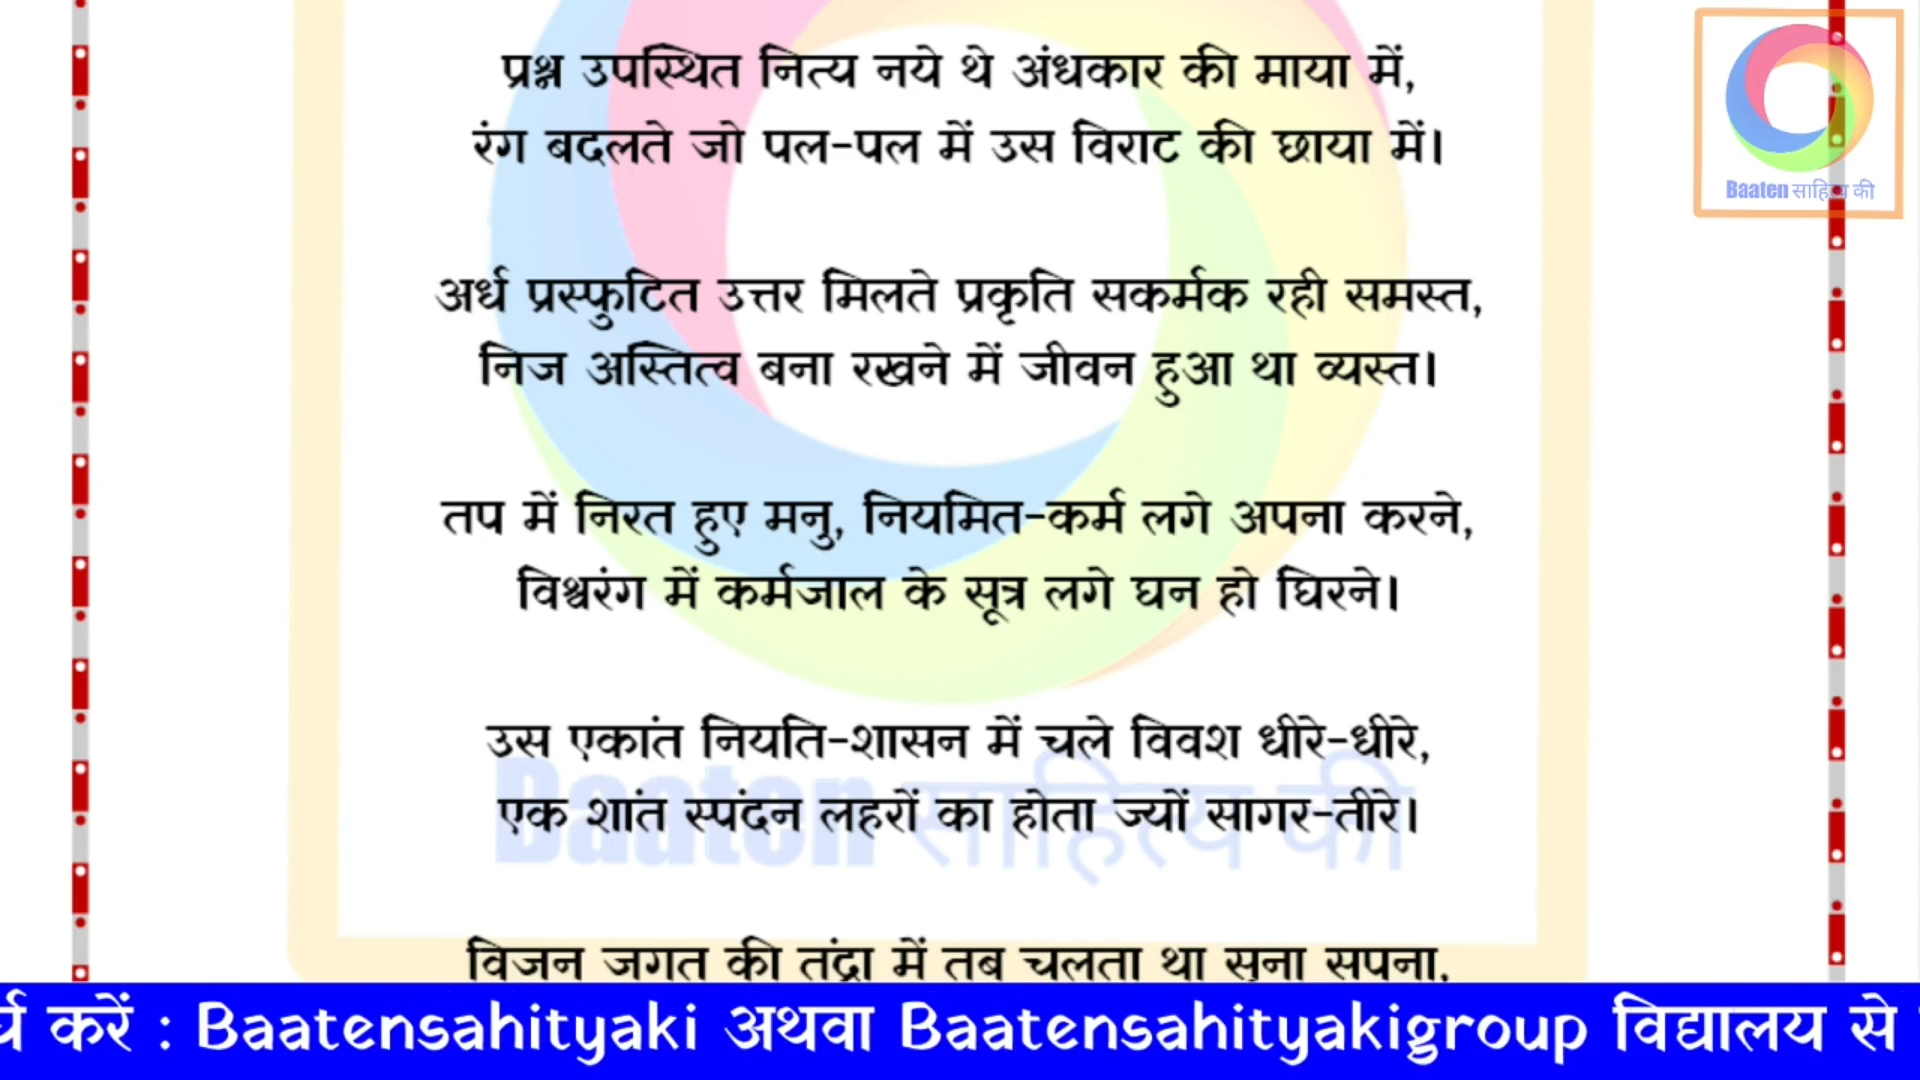 प्रश्न उपस्थित नित्य नये थे अंधकार की माया में,
रंग बदलते जो पल-पल में उस विराट की छाया में।
अर्ध प्रस्फुटित उत्तर मिलते प्रकृति सकर्मक रही समस्त,
निज अस्तित्व बना रखने में जीवन हुआ था व्यस्त।
तप में निरत हुए मनु, नियमित-कर्म लगे अपना करने,
विश्वरंग में कर्मजाल के सूत्र लगे घन हो घिरने।
उस एकांत नियति-शासन में चले विवश धीरे-धीरे,
एक शांत स्पंदन लहरों का होता ज्यों सागर-तीरे।
विजन जगत की तंद्रा में तब चलता था सूना सपना,
Baaten साहित्य की
Baaten साहित्य की
करें : Baatensahityaki अथवा Baatensahityakigroup विद्यालय से